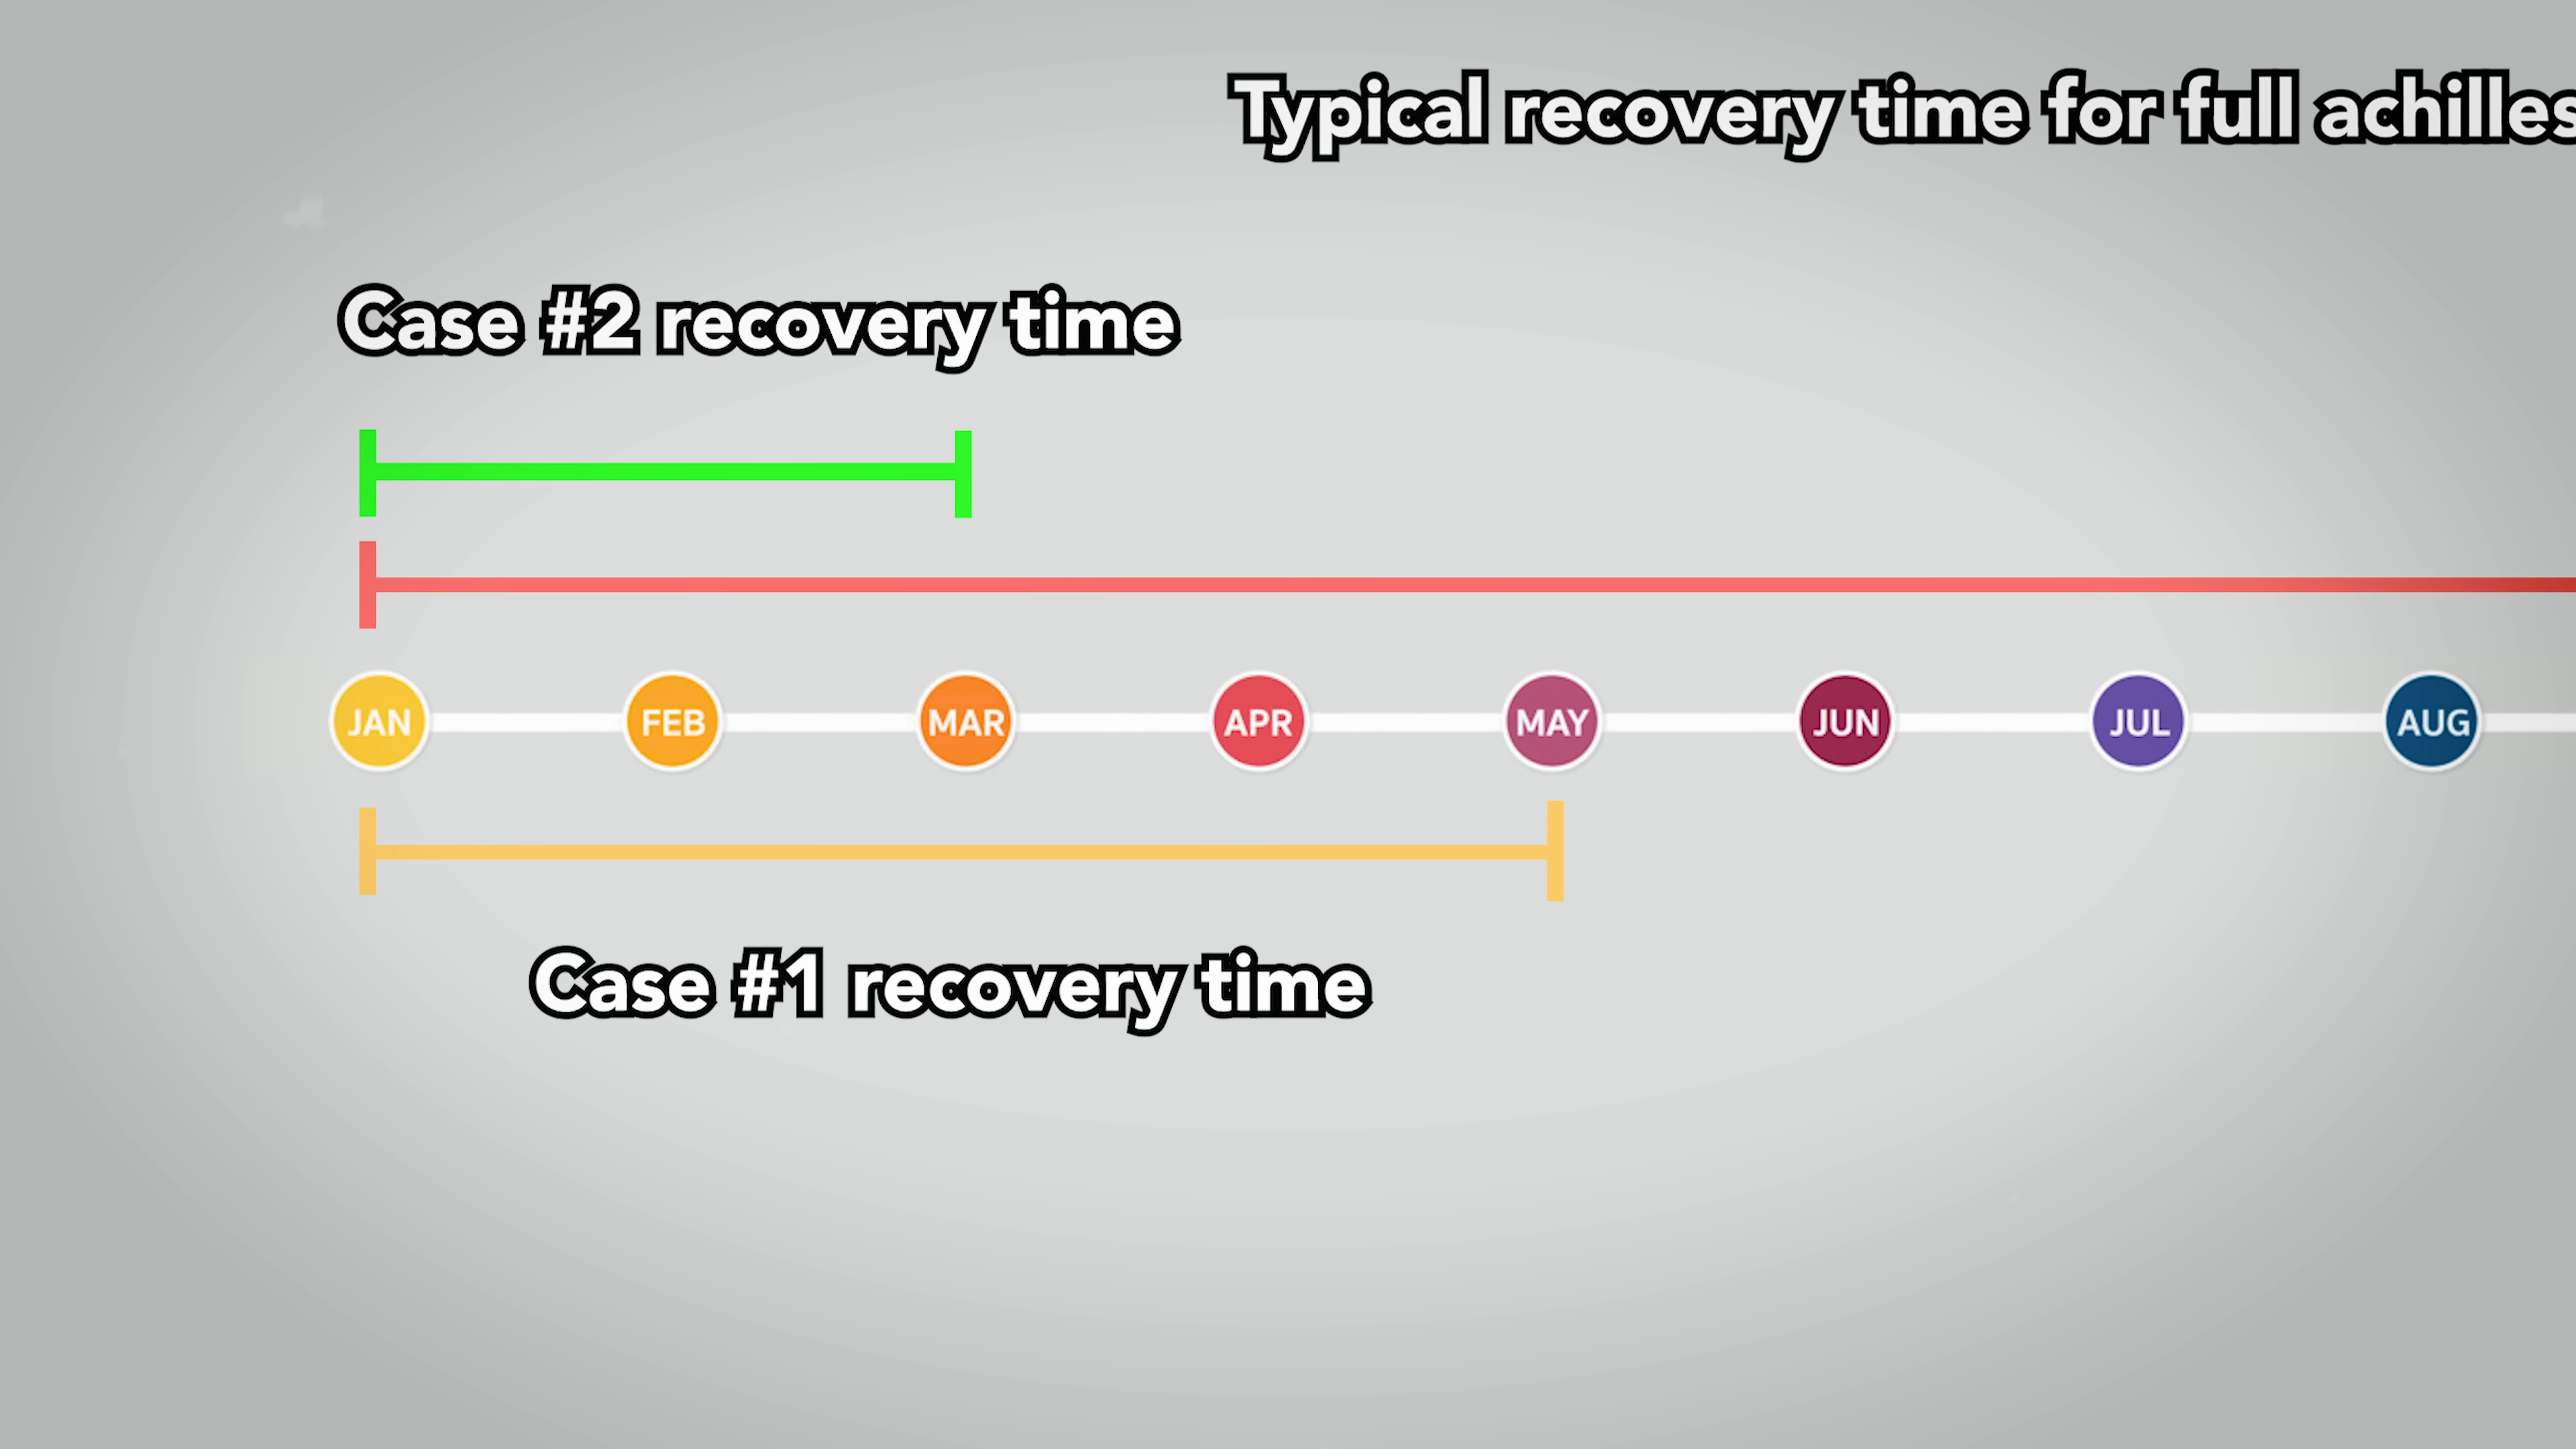 Typical recovery time for full achilles
Case #2 recovery time
JAN FEB MAR APR MAY JUN JUL AUG
Case #1 recovery time